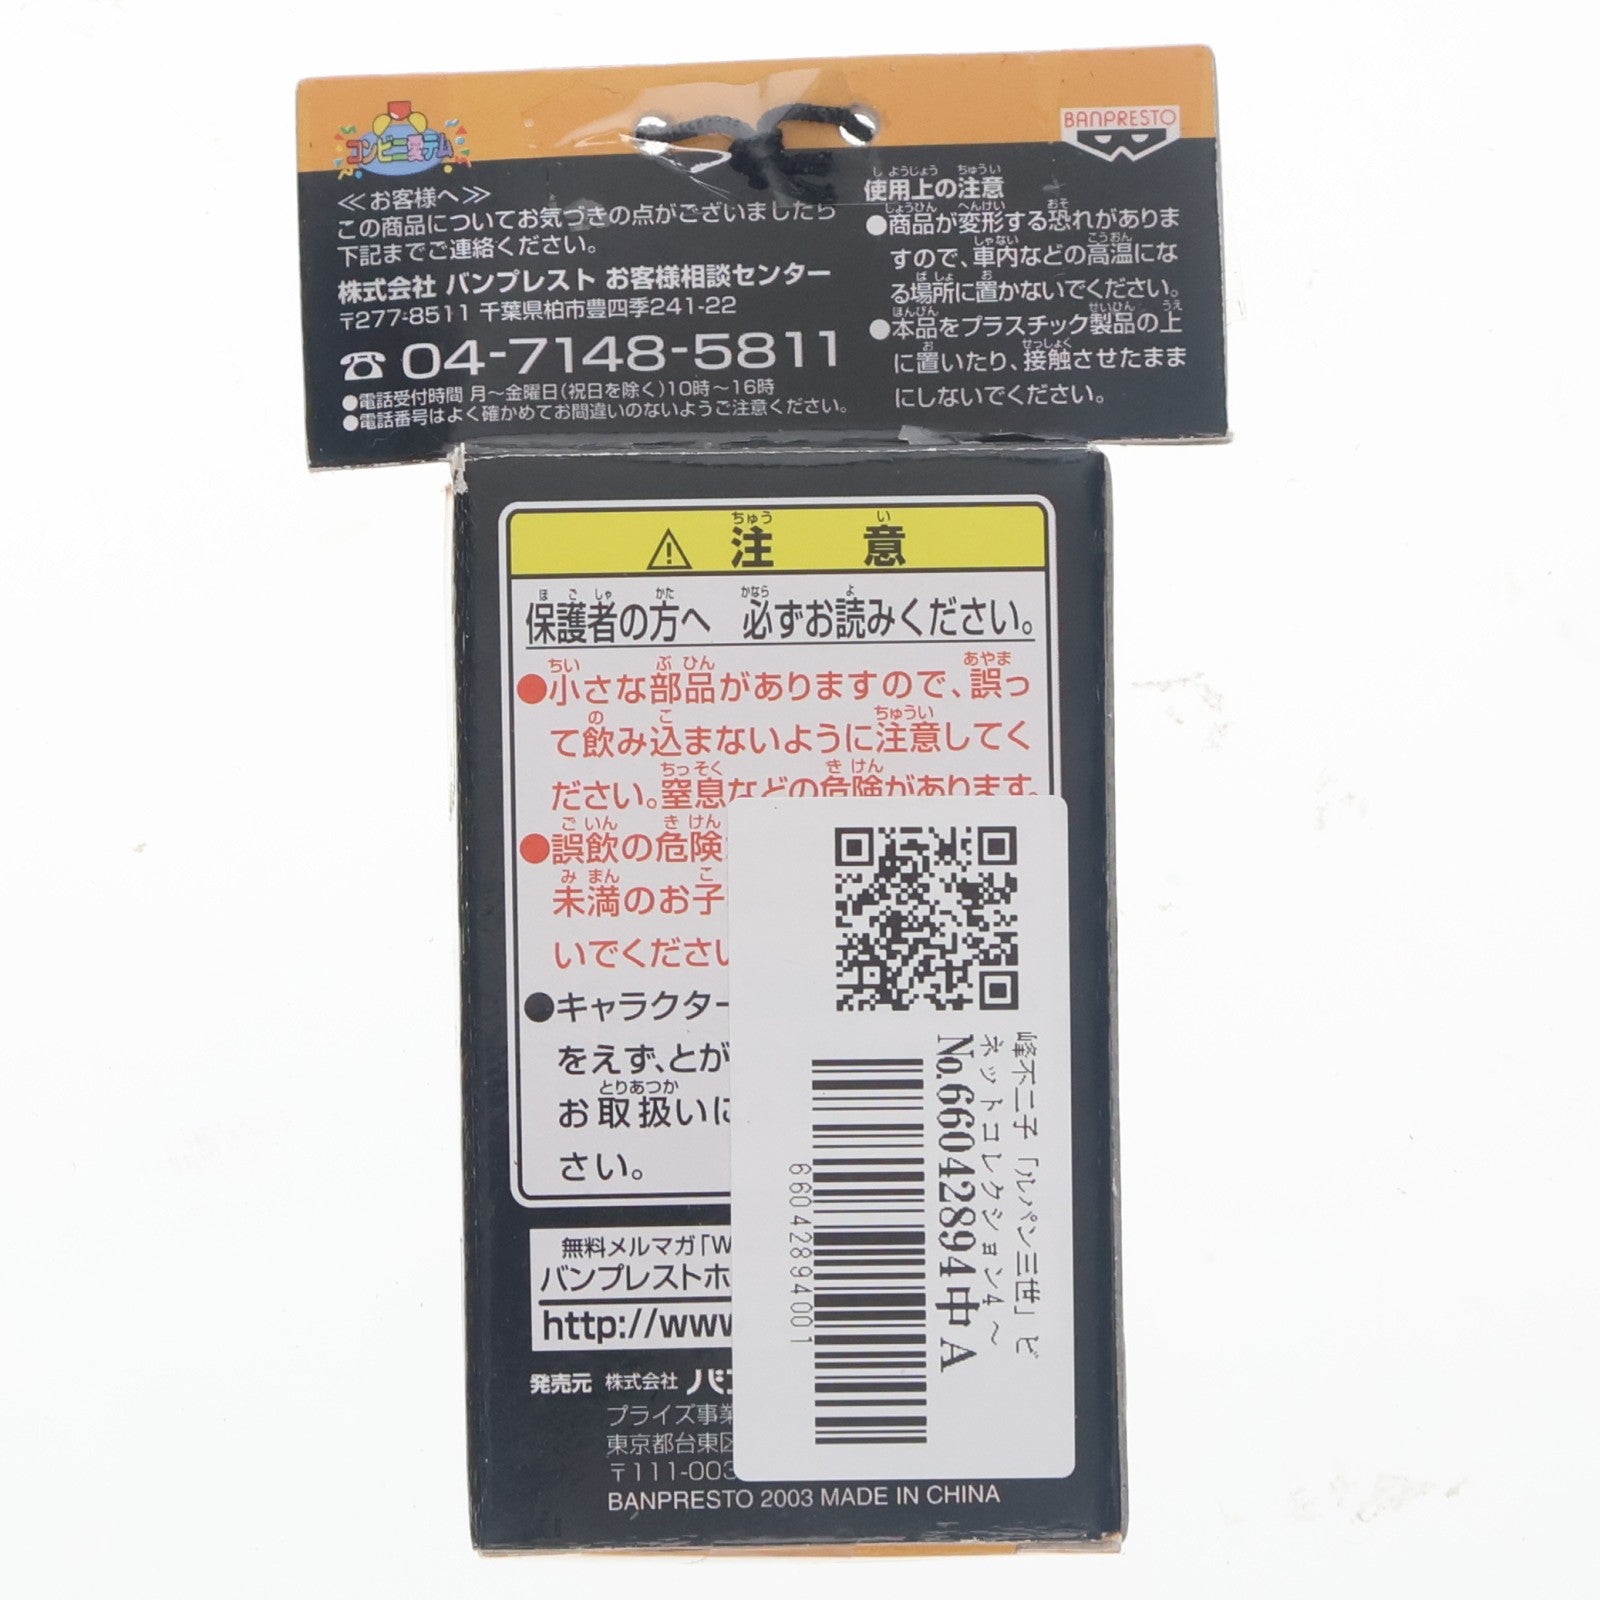 コンビニ愛デム
BANPRESTO
≪お客様へ≫
この商品についてお気づきの点がございましたら
下記までご連絡ください。
株式会社 バンプレスト お客様相談センター
〒277-8511 千葉県柏市豊四季241-22
☎ 04-7148-5811
●電話受付時間 月～金曜日(祝日を除く)10時～16時
●電話番号はよく確かめてお間違いのないようご注意ください。
使用上の注意
●商品が変形する恐れがありま
すので、車内などの高温にな
る場所に置かないでください。
●本品をプラスチック製品の上
に置いたり、接触させたまま
にしないでください。
⚠ 注意
保護者の方へ 必ずお読みください。
●小さな部品がありますので、誤っ
て飲み込まないように注意してく
ださい。窒息などの危険があります。
●誤飲の危険
未満のお子
いでくださ
●キャラクター
をえず、とが
お取扱いに
さい。
無料メルマガ「W
バンプレストホ
http://www
発売元 株式会社 バン
プライズ事業
東京都台東区
〒111-003
BANPRESTO 2003 MADE IN CHINA
峰不二子 「ルパン三世」 ビ
ネットコレクション4 ～
No.66042894中A
66042894001